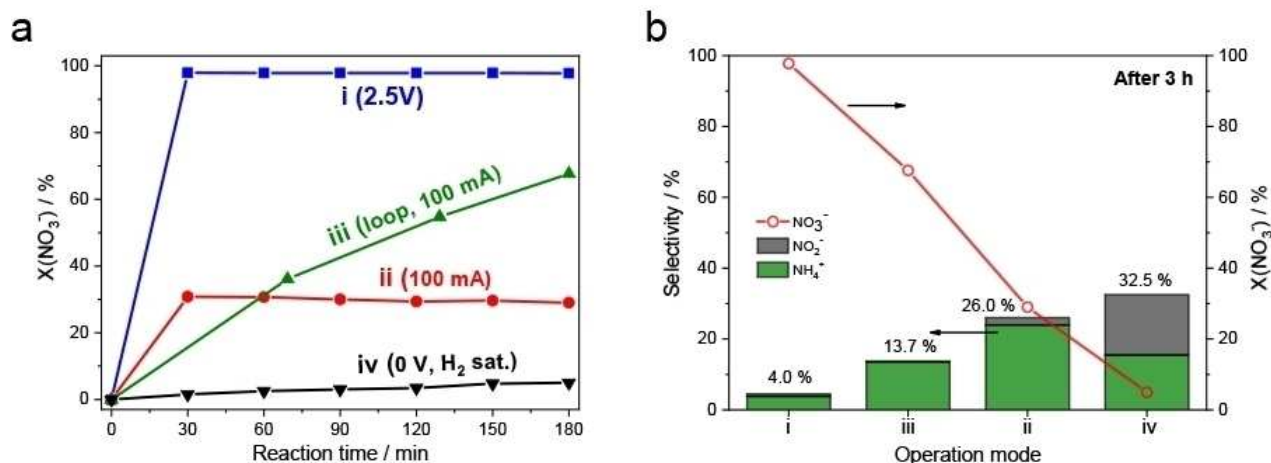 a
100
80
60
40
20
0
X(NO₃⁻) / %
0 30 60 90 120 150 180
Reaction time / min
i (2.5V)
iii (loop, 100 mA)
ii (100 mA)
iv (0 V, H₂ sat.)
b
100
80
60
40
20
0
Selectivity / %
After 3 h
NO₃⁻
NO₂⁻
NH₄⁺
4.0 %
13.7 %
26.0 %
32.5 %
i iii ii iv
Operation mode
100
80
60
40
20
0
X(NO₃⁻) / %